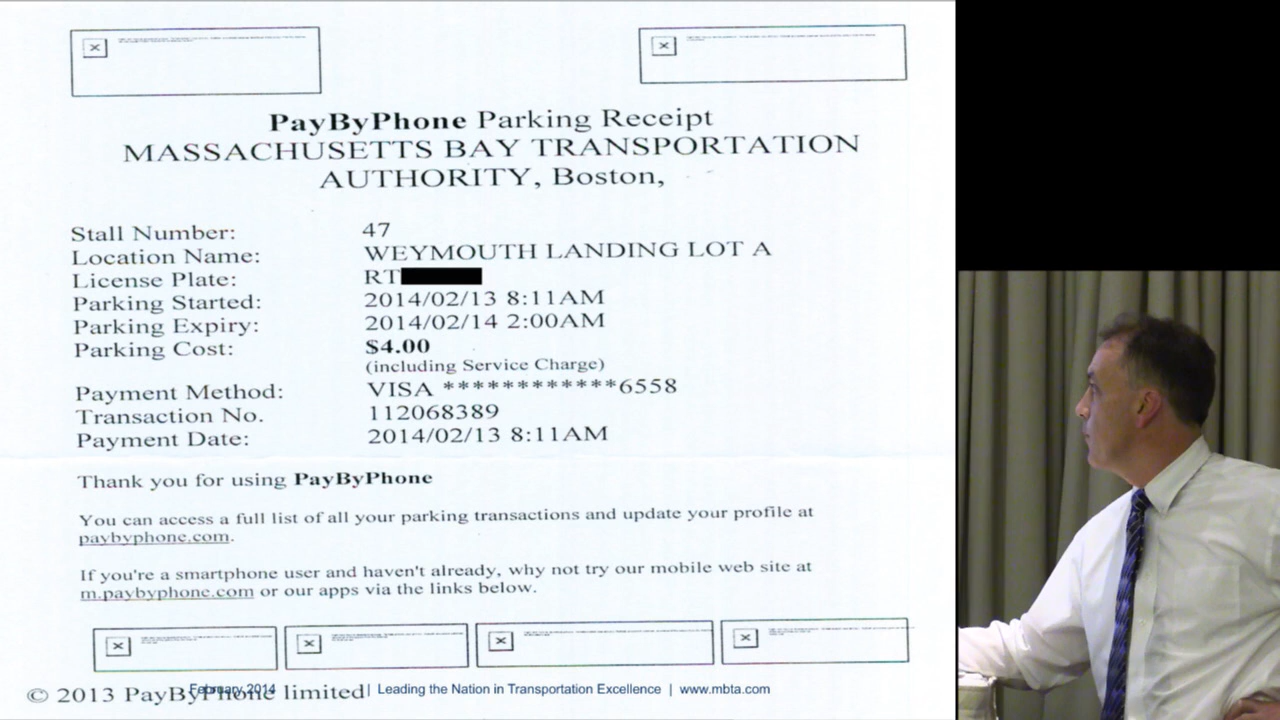 PayByPhone Parking Receipt
MASSACHUSETTS BAY TRANSPORTATION
AUTHORITY, Boston,
Stall Number: 47
Location Name: WEYMOUTH LANDING LOT A
License Plate: RT
Parking Started: 2014/02/13 8:11AM
Parking Expiry: 2014/02/14 2:00AM
Parking Cost: $4.00
(including Service Charge)
Payment Method: VISA ************6558
Transaction No. 112068389
Payment Date: 2014/02/13 8:11AM
Thank you for using PayByPhone
You can access a full list of all your parking transactions and update your profile at
paybyphone.com.
If you're a smartphone user and haven't already, why not try our mobile web site at
m.paybyphone.com or our apps via the links below.
© 2013 PayByPhone limited
February 2014 | Leading the Nation in Transportation Excellence | www.mbta.com